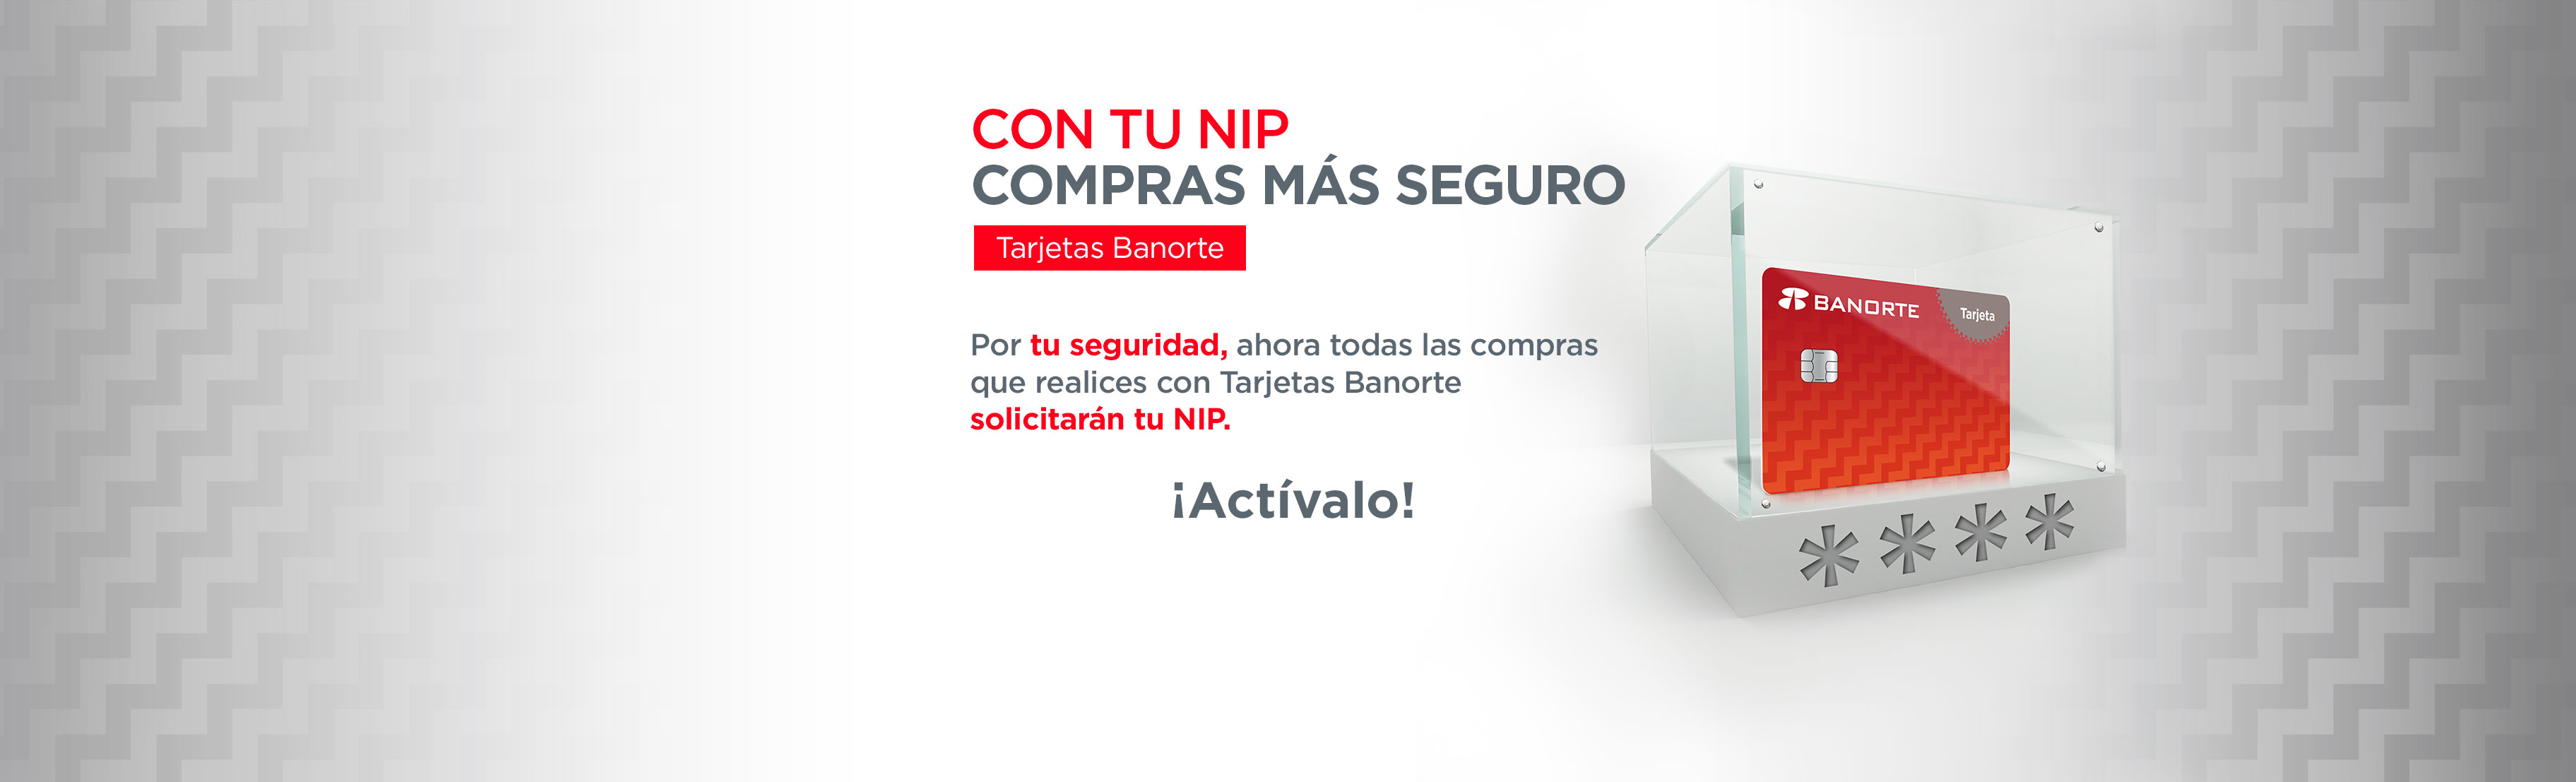 CON TU NIP
COMPRAS MÁS SEGURO
Tarjetas Banorte
Por tu seguridad, ahora todas las compras
que realices con Tarjetas Banorte
solicitarán tu NIP.
¡Actívalo!
BANORTE
Tarjeta
* * * *